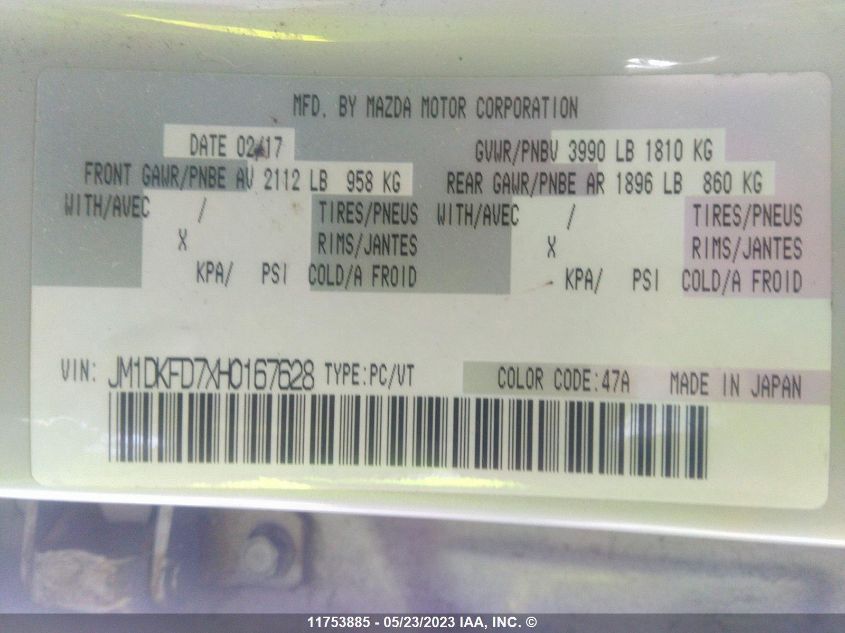 MFD. BY MAZDA MOTOR CORPORATION
DATE 02/17 GVWR/PNBV 3990 LB 1810 KG
FRONT GAWR/PNBE AV 2112 LB 958 KG REAR GAWR/PNBE AR 1896 LB 860 KG
WITH/AVEC / TIRES/PNEUS WITH/AVEC / TIRES/PNEUS
X RIMS/JANTES X RIMS/JANTES
KPA/ PSI COLD/A FROID KPA/ PSI COLD/A FROID
VIN: JM1DKFD7XH0167628 TYPE:PC/VT COLOR CODE:47A MADE IN JAPAN
11753885 - 05/23/2023 IAA, INC. ©